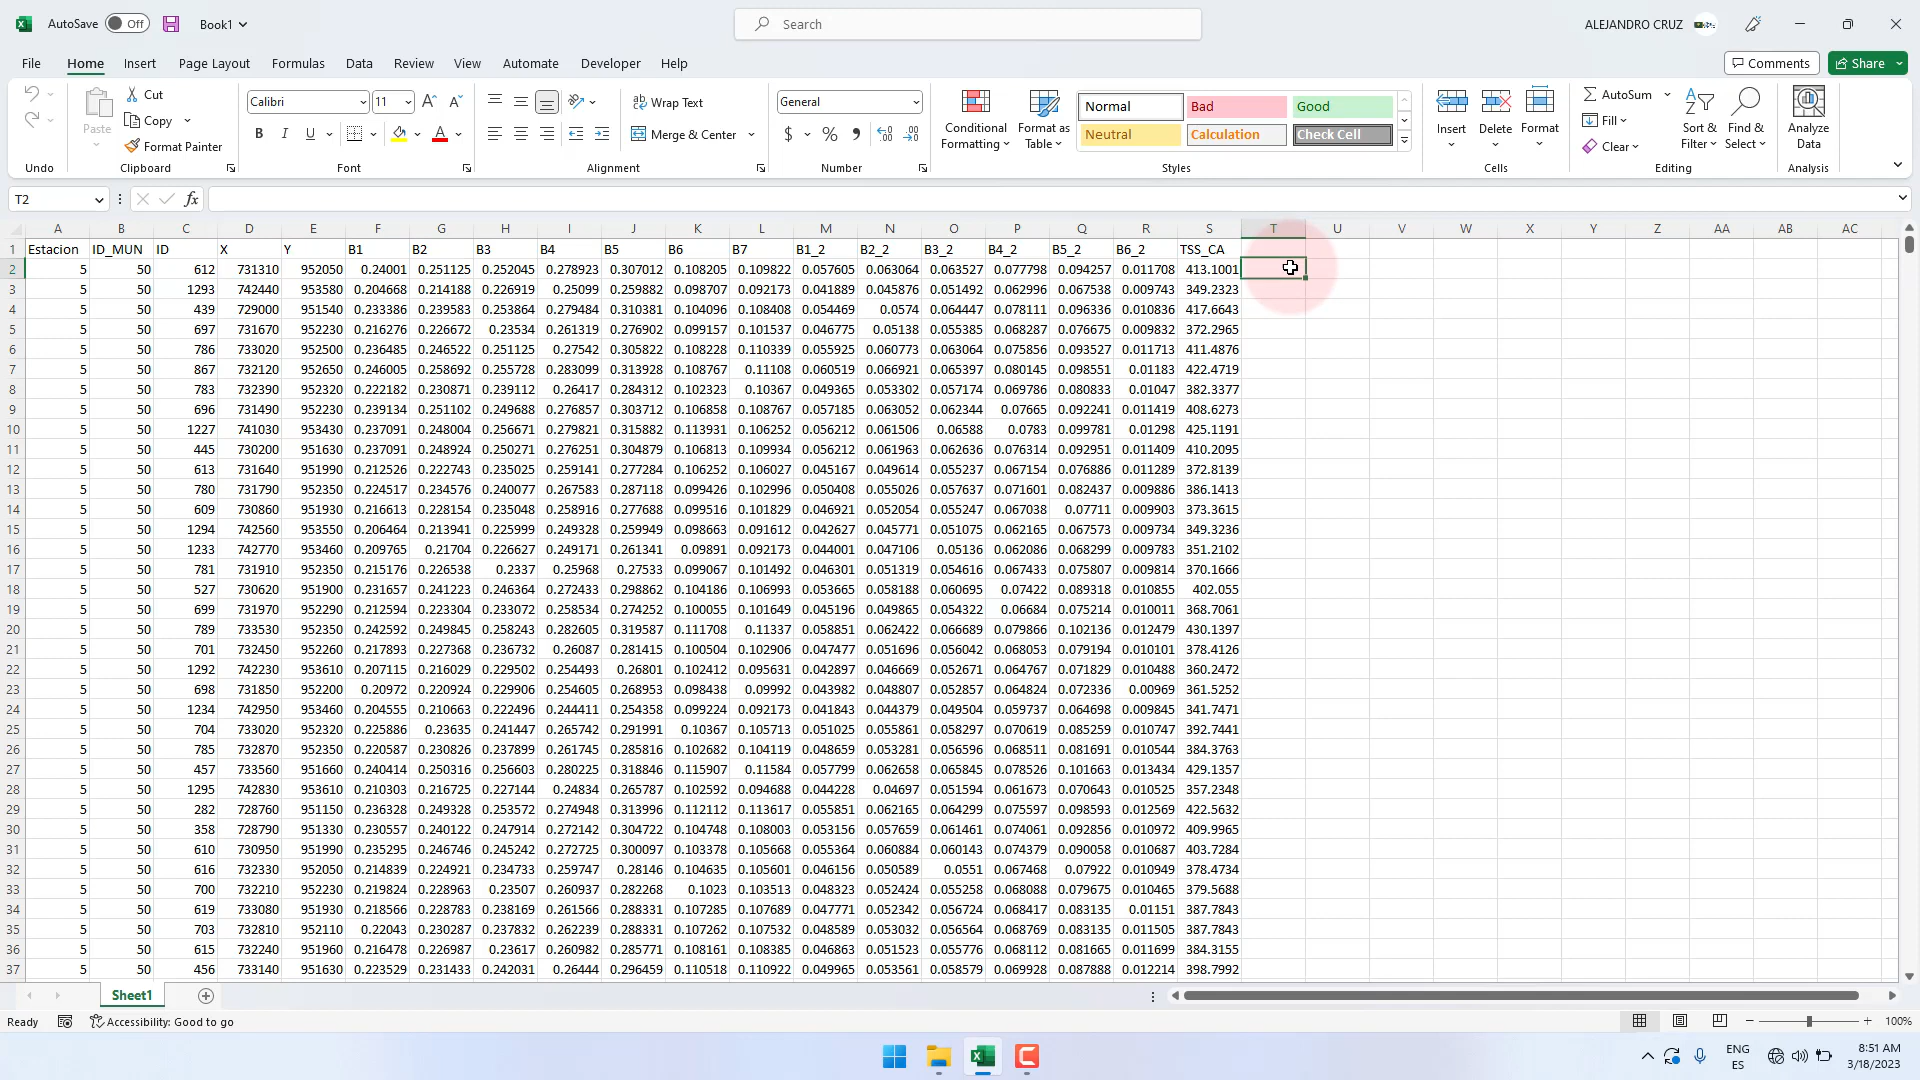 AutoSave Off Book1 Search ALEJANDRO CRUZ
File Home Insert Page Layout Formulas Data Review View Automate Developer Help Comments Share
Paste Cut Copy Format Painter
Calibri 11 B I U
Wrap Text Merge & Center
General $ %
Conditional Formatting Format as Table
Normal Bad Good
Neutral Calculation Check Cell
Insert Delete Format
AutoSum Fill Clear Sort & Filter Find & Select Analyze Data
Undo Clipboard Font Alignment Number Styles Cells Editing Analysis
T2 fx
A B C D E F G H I J K L M N O P Q R S T U V W X Y Z AA AB AC
1 Estacion ID_MUN ID X Y B1 B2 B3 B4 B5 B6 B7 B1_2 B2_2 B3_2 B4_2 B5_2 B6_2 TSS_CA
2 5 50 612 731310 952050 0.24001 0.251125 0.252045 0.278923 0.307012 0.108205 0.109822 0.057605 0.063064 0.063527 0.077798 0.094257 0.011708 413.1001
3 5 50 1293 742440 953580 0.204668 0.214188 0.226919 0.25099 0.259882 0.098707 0.092173 0.041889 0.045876 0.051492 0.062996 0.067538 0.009743 349.2323
4 5 50 439 729000 951540 0.233386 0.239583 0.253864 0.279484 0.310381 0.104096 0.108408 0.054469 0.0574 0.064447 0.078111 0.096336 0.010836 417.6643
5 5 50 697 731670 952230 0.216276 0.226672 0.23534 0.261319 0.276902 0.099157 0.101537 0.046775 0.05138 0.055385 0.068287 0.076675 0.009832 372.2965
6 5 50 786 733020 952500 0.236485 0.246522 0.251125 0.27542 0.305822 0.108228 0.110339 0.055925 0.060773 0.063064 0.075856 0.093527 0.011713 411.4876
7 5 50 867 732120 952650 0.246005 0.258692 0.255728 0.283099 0.313928 0.108767 0.11108 0.060519 0.066921 0.065397 0.080145 0.098551 0.01183 422.4719
8 5 50 783 732390 952320 0.222182 0.230871 0.239112 0.26417 0.284312 0.102323 0.10367 0.049365 0.053302 0.057174 0.069786 0.080833 0.01047 382.3377
9 5 50 696 731490 952230 0.239134 0.251102 0.249688 0.276857 0.303712 0.106858 0.108767 0.057185 0.063052 0.062344 0.07665 0.092241 0.011419 408.6273
10 5 50 1227 741030 953430 0.237091 0.248004 0.256671 0.279821 0.315882 0.113931 0.106252 0.056212 0.061506 0.06588 0.0783 0.099781 0.01298 425.1191
11 5 50 445 730200 951630 0.237091 0.248924 0.250271 0.276251 0.304879 0.106813 0.109934 0.056212 0.061963 0.062636 0.076314 0.092951 0.011409 410.2095
12 5 50 613 731640 951990 0.212526 0.222743 0.235025 0.259141 0.277284 0.106252 0.106027 0.045167 0.049614 0.055237 0.067154 0.076886 0.011289 372.8139
13 5 50 780 731790 952350 0.224517 0.234576 0.240077 0.267583 0.287118 0.099426 0.102996 0.050408 0.055026 0.057637 0.071601 0.082437 0.009886 386.1413
14 5 50 609 730860 951930 0.216613 0.228154 0.235048 0.258916 0.277688 0.099516 0.101829 0.046921 0.052054 0.055247 0.067038 0.07711 0.009903 373.3615
15 5 50 1294 742560 953550 0.206464 0.213941 0.225999 0.249328 0.259949 0.098663 0.091612 0.042627 0.045771 0.051075 0.062165 0.067573 0.009734 349.3236
16 5 50 1233 742770 953460 0.209765 0.21704 0.226627 0.249171 0.261341 0.09891 0.092173 0.044001 0.047106 0.05136 0.062086 0.068299 0.009783 351.2102
17 5 50 781 731910 952350 0.215176 0.226538 0.2337 0.25968 0.27533 0.099067 0.101492 0.046301 0.051319 0.054616 0.067433 0.075807 0.009814 370.1666
18 5 50 527 730620 951900 0.231657 0.241223 0.246364 0.272433 0.298862 0.104186 0.106993 0.053665 0.058188 0.060695 0.07422 0.089318 0.010855 402.055
19 5 50 699 731970 952290 0.212594 0.223304 0.233072 0.258534 0.274252 0.100055 0.101649 0.045196 0.049865 0.054322 0.06684 0.075214 0.010011 368.7061
20 5 50 789 733530 952350 0.242592 0.249845 0.258243 0.282605 0.319587 0.111708 0.11337 0.058851 0.062422 0.066689 0.079866 0.102136 0.012479 430.1397
21 5 50 701 732450 952260 0.217893 0.227368 0.236732 0.26087 0.281415 0.100504 0.102906 0.047477 0.051696 0.056042 0.068053 0.079194 0.010101 378.4126
22 5 50 1292 742230 953610 0.207115 0.216029 0.229502 0.254493 0.26801 0.102412 0.095631 0.042897 0.046669 0.052671 0.064767 0.071829 0.010488 360.2472
23 5 50 698 731850 952200 0.20972 0.220924 0.229906 0.254605 0.268953 0.098438 0.09992 0.043982 0.048807 0.052857 0.064824 0.072336 0.00969 361.5252
24 5 50 1234 742950 953460 0.204555 0.210663 0.222496 0.244411 0.254358 0.099224 0.092173 0.041843 0.044379 0.049504 0.059737 0.064698 0.009845 341.7471
25 5 50 704 733020 952320 0.225886 0.23635 0.241447 0.265742 0.291991 0.10367 0.105713 0.051025 0.055861 0.058297 0.070619 0.085259 0.010747 392.7441
26 5 50 785 732870 952350 0.220587 0.230826 0.237899 0.261745 0.285816 0.102682 0.104119 0.048659 0.053281 0.056596 0.068511 0.081691 0.010544 384.3763
27 5 50 457 733560 951660 0.240414 0.250316 0.256603 0.280225 0.318846 0.115907 0.11584 0.057799 0.062658 0.065845 0.078526 0.101663 0.013434 429.1357
28 5 50 1295 742830 953610 0.210303 0.216725 0.227144 0.24834 0.265787 0.102592 0.094688 0.044228 0.04697 0.051594 0.061673 0.070643 0.010525 357.2348
29 5 50 282 728760 951150 0.236328 0.249328 0.253572 0.274948 0.313996 0.112112 0.113617 0.055851 0.062165 0.064299 0.075597 0.098593 0.012569 422.5632
30 5 50 358 728790 951330 0.230557 0.240122 0.247914 0.272142 0.304722 0.104748 0.108003 0.053156 0.057659 0.061461 0.074061 0.092856 0.010972 409.9965
31 5 50 610 730950 951990 0.235295 0.246746 0.245242 0.272725 0.300097 0.103378 0.105668 0.055364 0.060884 0.060143 0.074379 0.090058 0.010687 403.7284
32 5 50 616 732330 952050 0.214839 0.224921 0.234733 0.259747 0.28146 0.104635 0.105601 0.046156 0.050589 0.0551 0.067468 0.07922 0.010949 378.4734
33 5 50 700 732210 952230 0.219824 0.228963 0.23507 0.260937 0.282268 0.1023 0.103513 0.048323 0.052424 0.055258 0.068088 0.079675 0.010465 379.5688
34 5 50 619 733080 951930 0.218566 0.228783 0.238169 0.261566 0.288331 0.107285 0.107689 0.047771 0.052342 0.056724 0.068417 0.083135 0.01151 387.7843
35 5 50 703 732810 952110 0.22043 0.230287 0.237832 0.262239 0.288331 0.107262 0.107532 0.048589 0.053032 0.056564 0.068769 0.083135 0.011505 387.7843
36 5 50 615 732240 951960 0.216478 0.226987 0.23617 0.260982 0.285771 0.108161 0.108385 0.046863 0.051523 0.055776 0.068112 0.081665 0.011699 384.3155
37 5 50 456 733140 951630 0.223529 0.231433 0.242031 0.26444 0.296459 0.110518 0.110922 0.049965 0.053561 0.058579 0.069928 0.087888 0.012214 398.7992
Sheet1
Ready Accessibility: Good to go 100%
ENG
ES
8:51 AM
3/18/2023